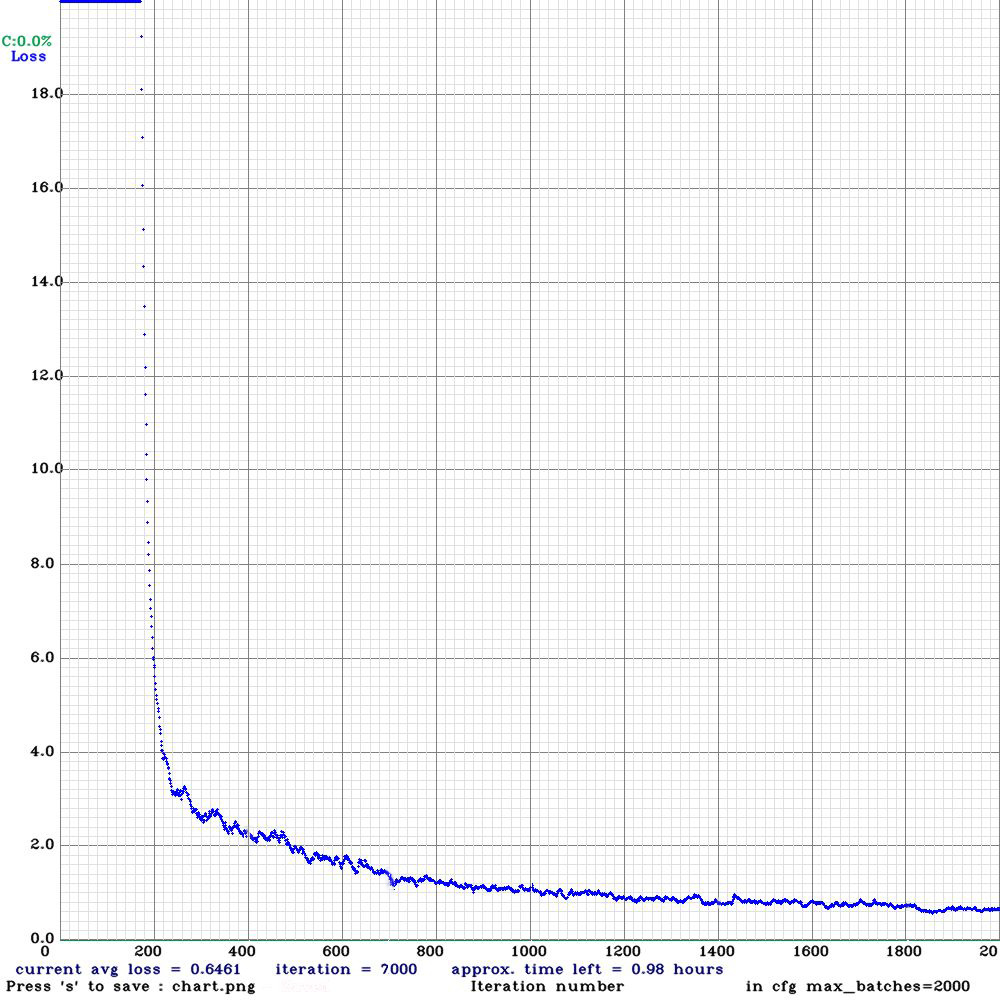 C:0.0%
Loss
18.0
16.0
14.0
12.0
10.0
8.0
6.0
4.0
2.0
0.0
0 200 400 600 800 1000 1200 1400 1600 1800 20
current avg loss = 0.6461 iteration = 7000 approx. time left = 0.98 hours
Press 's' to save : chart.png Iteration number in cfg max_batches=2000